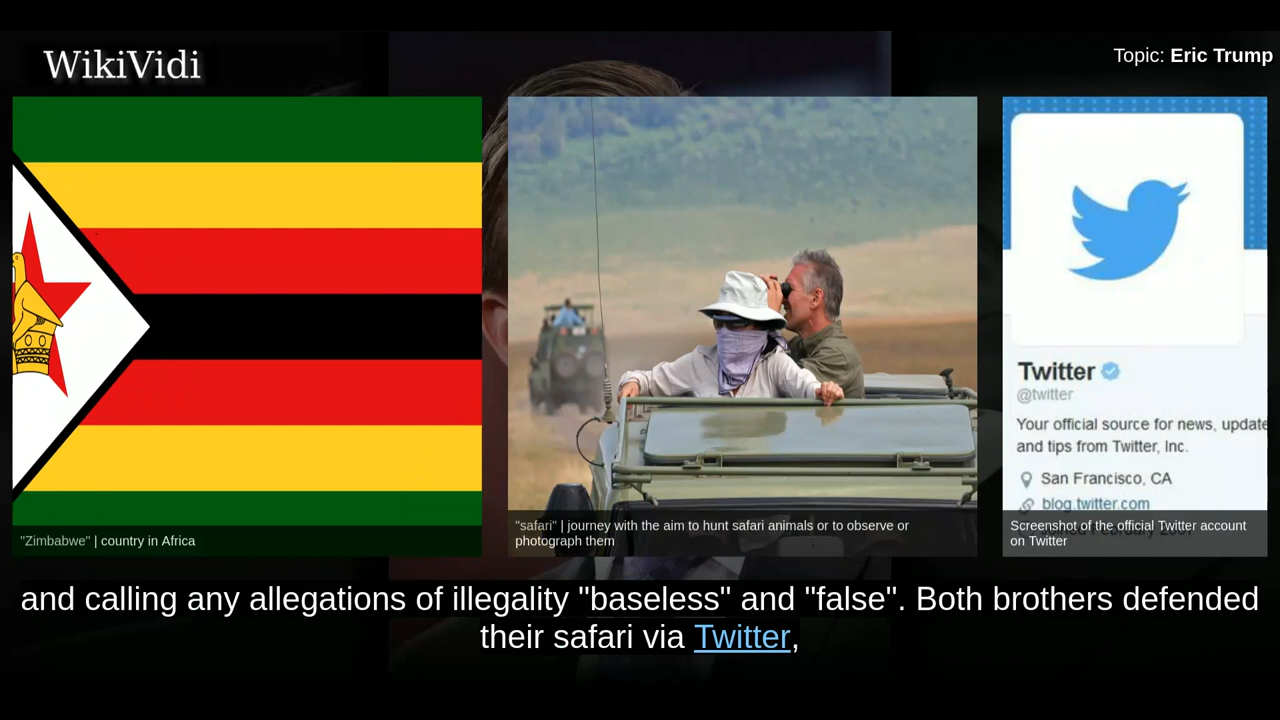 WikiVidi
Topic: Eric Trump
Twitter
@twitter
Your official source for news, update
and tips from Twitter, Inc.
San Francisco, CA
blog.twitter.com
"Zimbabwe" | country in Africa
"safari" | journey with the aim to hunt safari animals or to observe or
photograph them
Screenshot of the official Twitter account
on Twitter
and calling any allegations of illegality "baseless" and "false". Both brothers defended
their safari via Twitter,